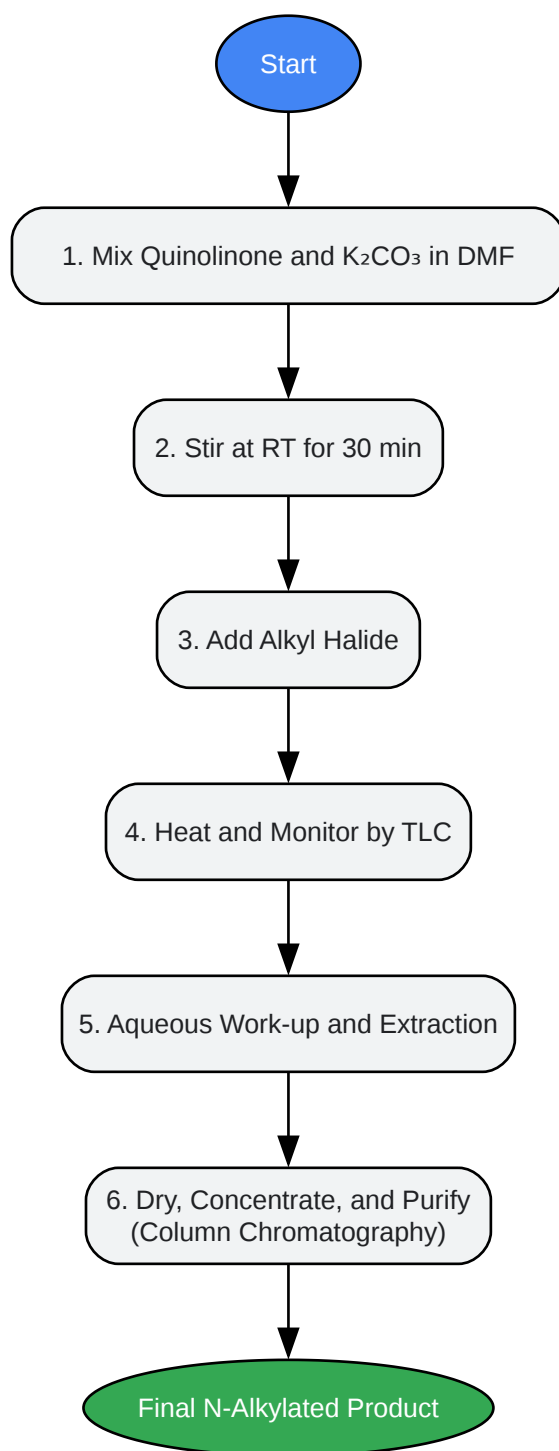 Start
1. Mix Quinolinone and K₂CO₃ in DMF
2. Stir at RT for 30 min
3. Add Alkyl Halide
4. Heat and Monitor by TLC
5. Aqueous Work-up and Extraction
6. Dry, Concentrate, and Purify
(Column Chromatography)
Final N-Alkylated Product